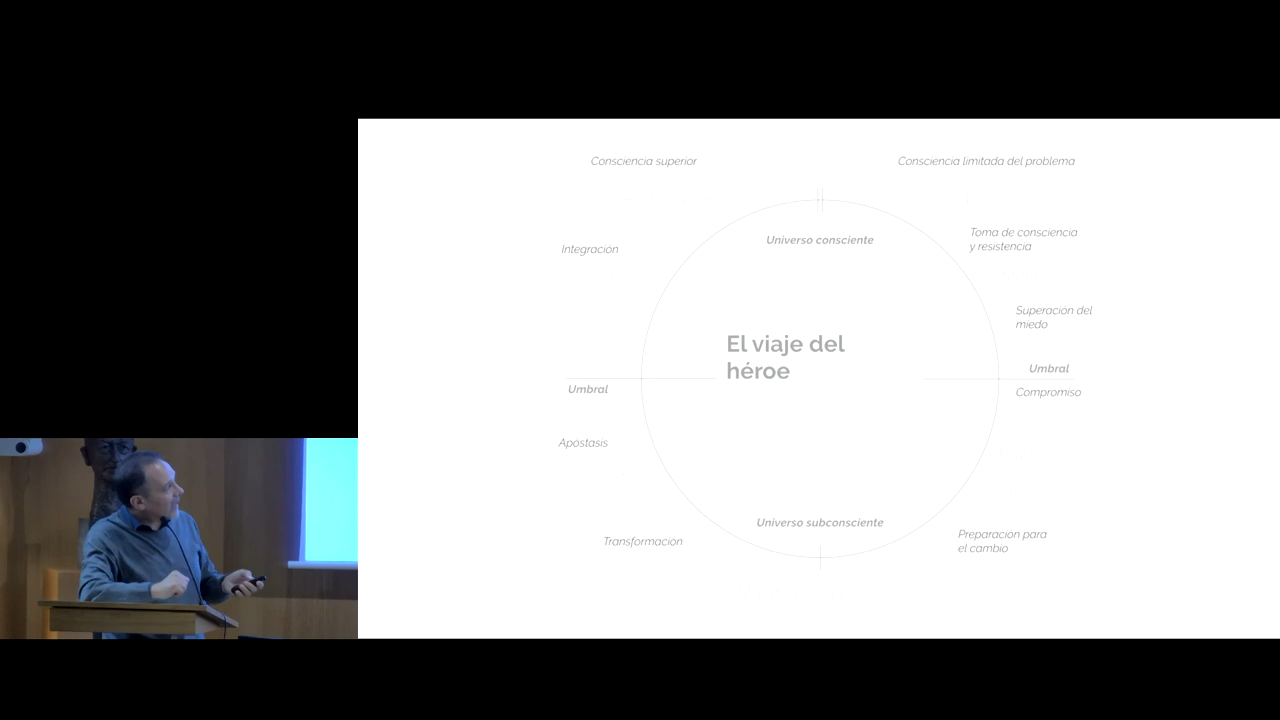 Consciencia superior
Consciencia limitada del problema
Universo consciente
Toma de consciencia
y resistencia
Integración
Superación del
miedo
El viaje del
héroe
Umbral
Umbral
Compromiso
Apóstasis
Universo subconsciente
Transformación
Preparación para
el cambio